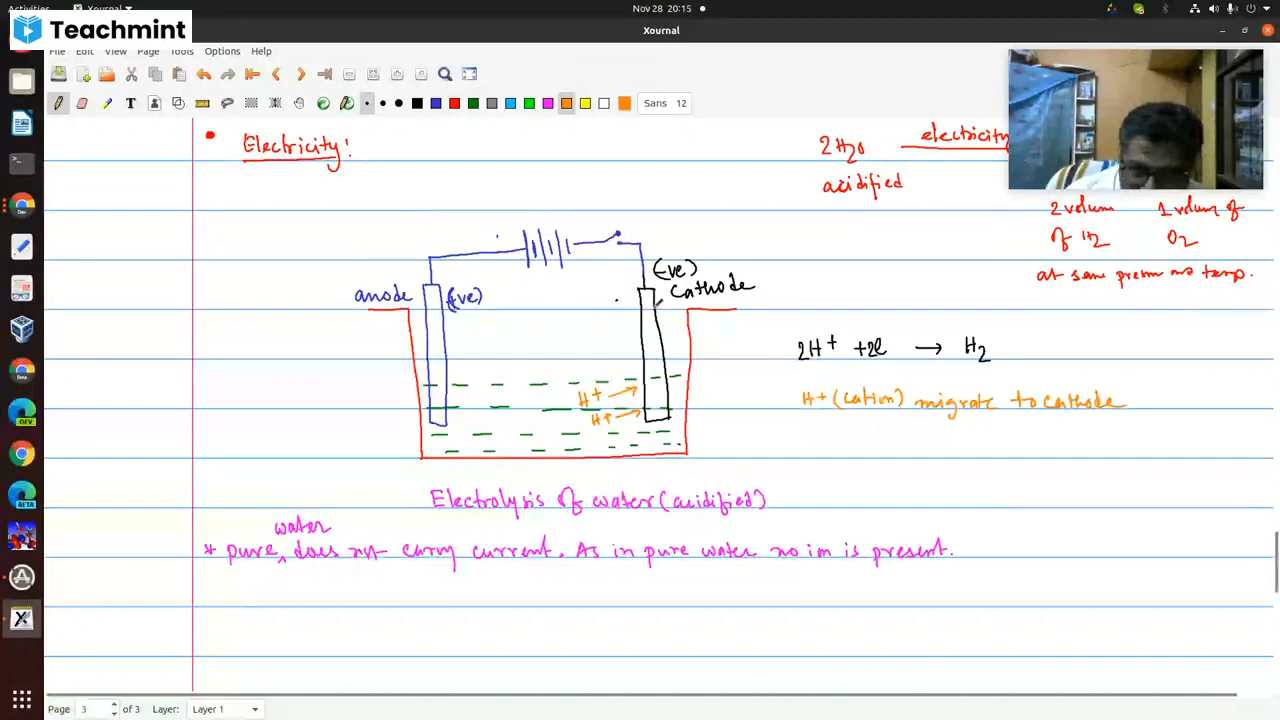 Activities
Xournal
Nov 28 20:15
Teachmint
Xournal
File Edit View Page Tools Options Help
Sans 12
Electricity!
2H2O electricity
acidified
2 volume 1 volume of
of H2 O2
at same temp.
(-ve)
Cathode
anode (+ve)
2H+ +2e → H2
H+
H+
H+(cation) migrate to cathode
Electrolysis of water(acidified)
water
* pure ^ does not carry current. As in pure water no ion is present.
Page 3 of 3 Layer: Layer 1